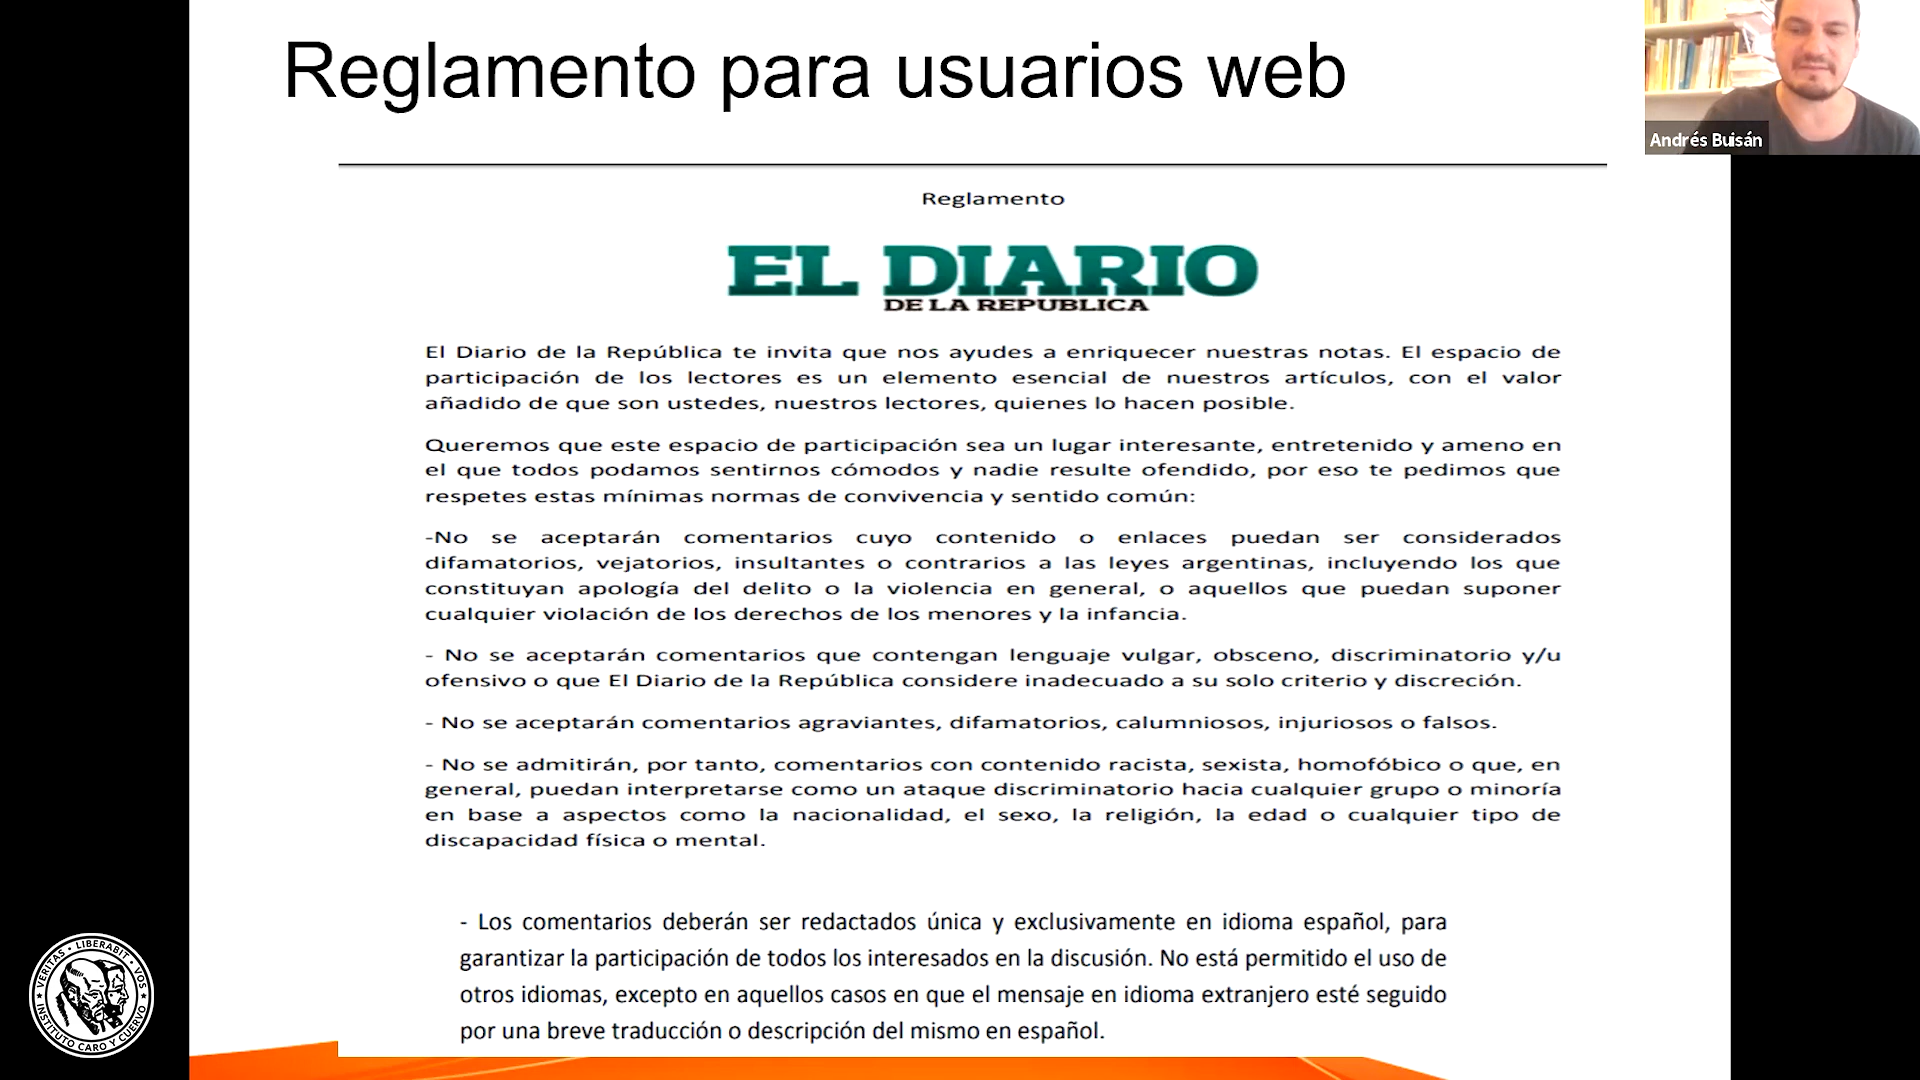 Reglamento para usuarios web
Andrés Buisán
Reglamento
EL DIARIO
DE LA REPUBLICA
El Diario de la República te invita que nos ayudes a enriquecer nuestras notas. El espacio de
participación de los lectores es un elemento esencial de nuestros artículos, con el valor
añadido de que son ustedes, nuestros lectores, quienes lo hacen posible.
Queremos que este espacio de participación sea un lugar interesante, entretenido y ameno en
el que todos podamos sentirnos cómodos y nadie resulte ofendido, por eso te pedimos que
respetes estas mínimas normas de convivencia y sentido común:
-No se aceptarán comentarios cuyo contenido o enlaces puedan ser considerados
difamatorios, vejatorios, insultantes o contrarios a las leyes argentinas, incluyendo los que
constituyan apología del delito o la violencia en general, o aquellos que puedan suponer
cualquier violación de los derechos de los menores y la infancia.
- No se aceptarán comentarios que contengan lenguaje vulgar, obsceno, discriminatorio y/u
ofensivo o que El Diario de la República considere inadecuado a su solo criterio y discreción.
- No se aceptarán comentarios agraviantes, difamatorios, calumniosos, injuriosos o falsos.
- No se admitirán, por tanto, comentarios con contenido racista, sexista, homofóbico o que, en
general, puedan interpretarse como un ataque discriminatorio hacia cualquier grupo o minoría
en base a aspectos como la nacionalidad, el sexo, la religión, la edad o cualquier tipo de
discapacidad física o mental.
- Los comentarios deberán ser redactados única y exclusivamente en idioma español, para
garantizar la participación de todos los interesados en la discusión. No está permitido el uso de
otros idiomas, excepto en aquellos casos en que el mensaje en idioma extranjero esté seguido
por una breve traducción o descripción del mismo en español.
VERITAS • LIBERABIT • VOS
INSTITUTO CARO Y CUERVO